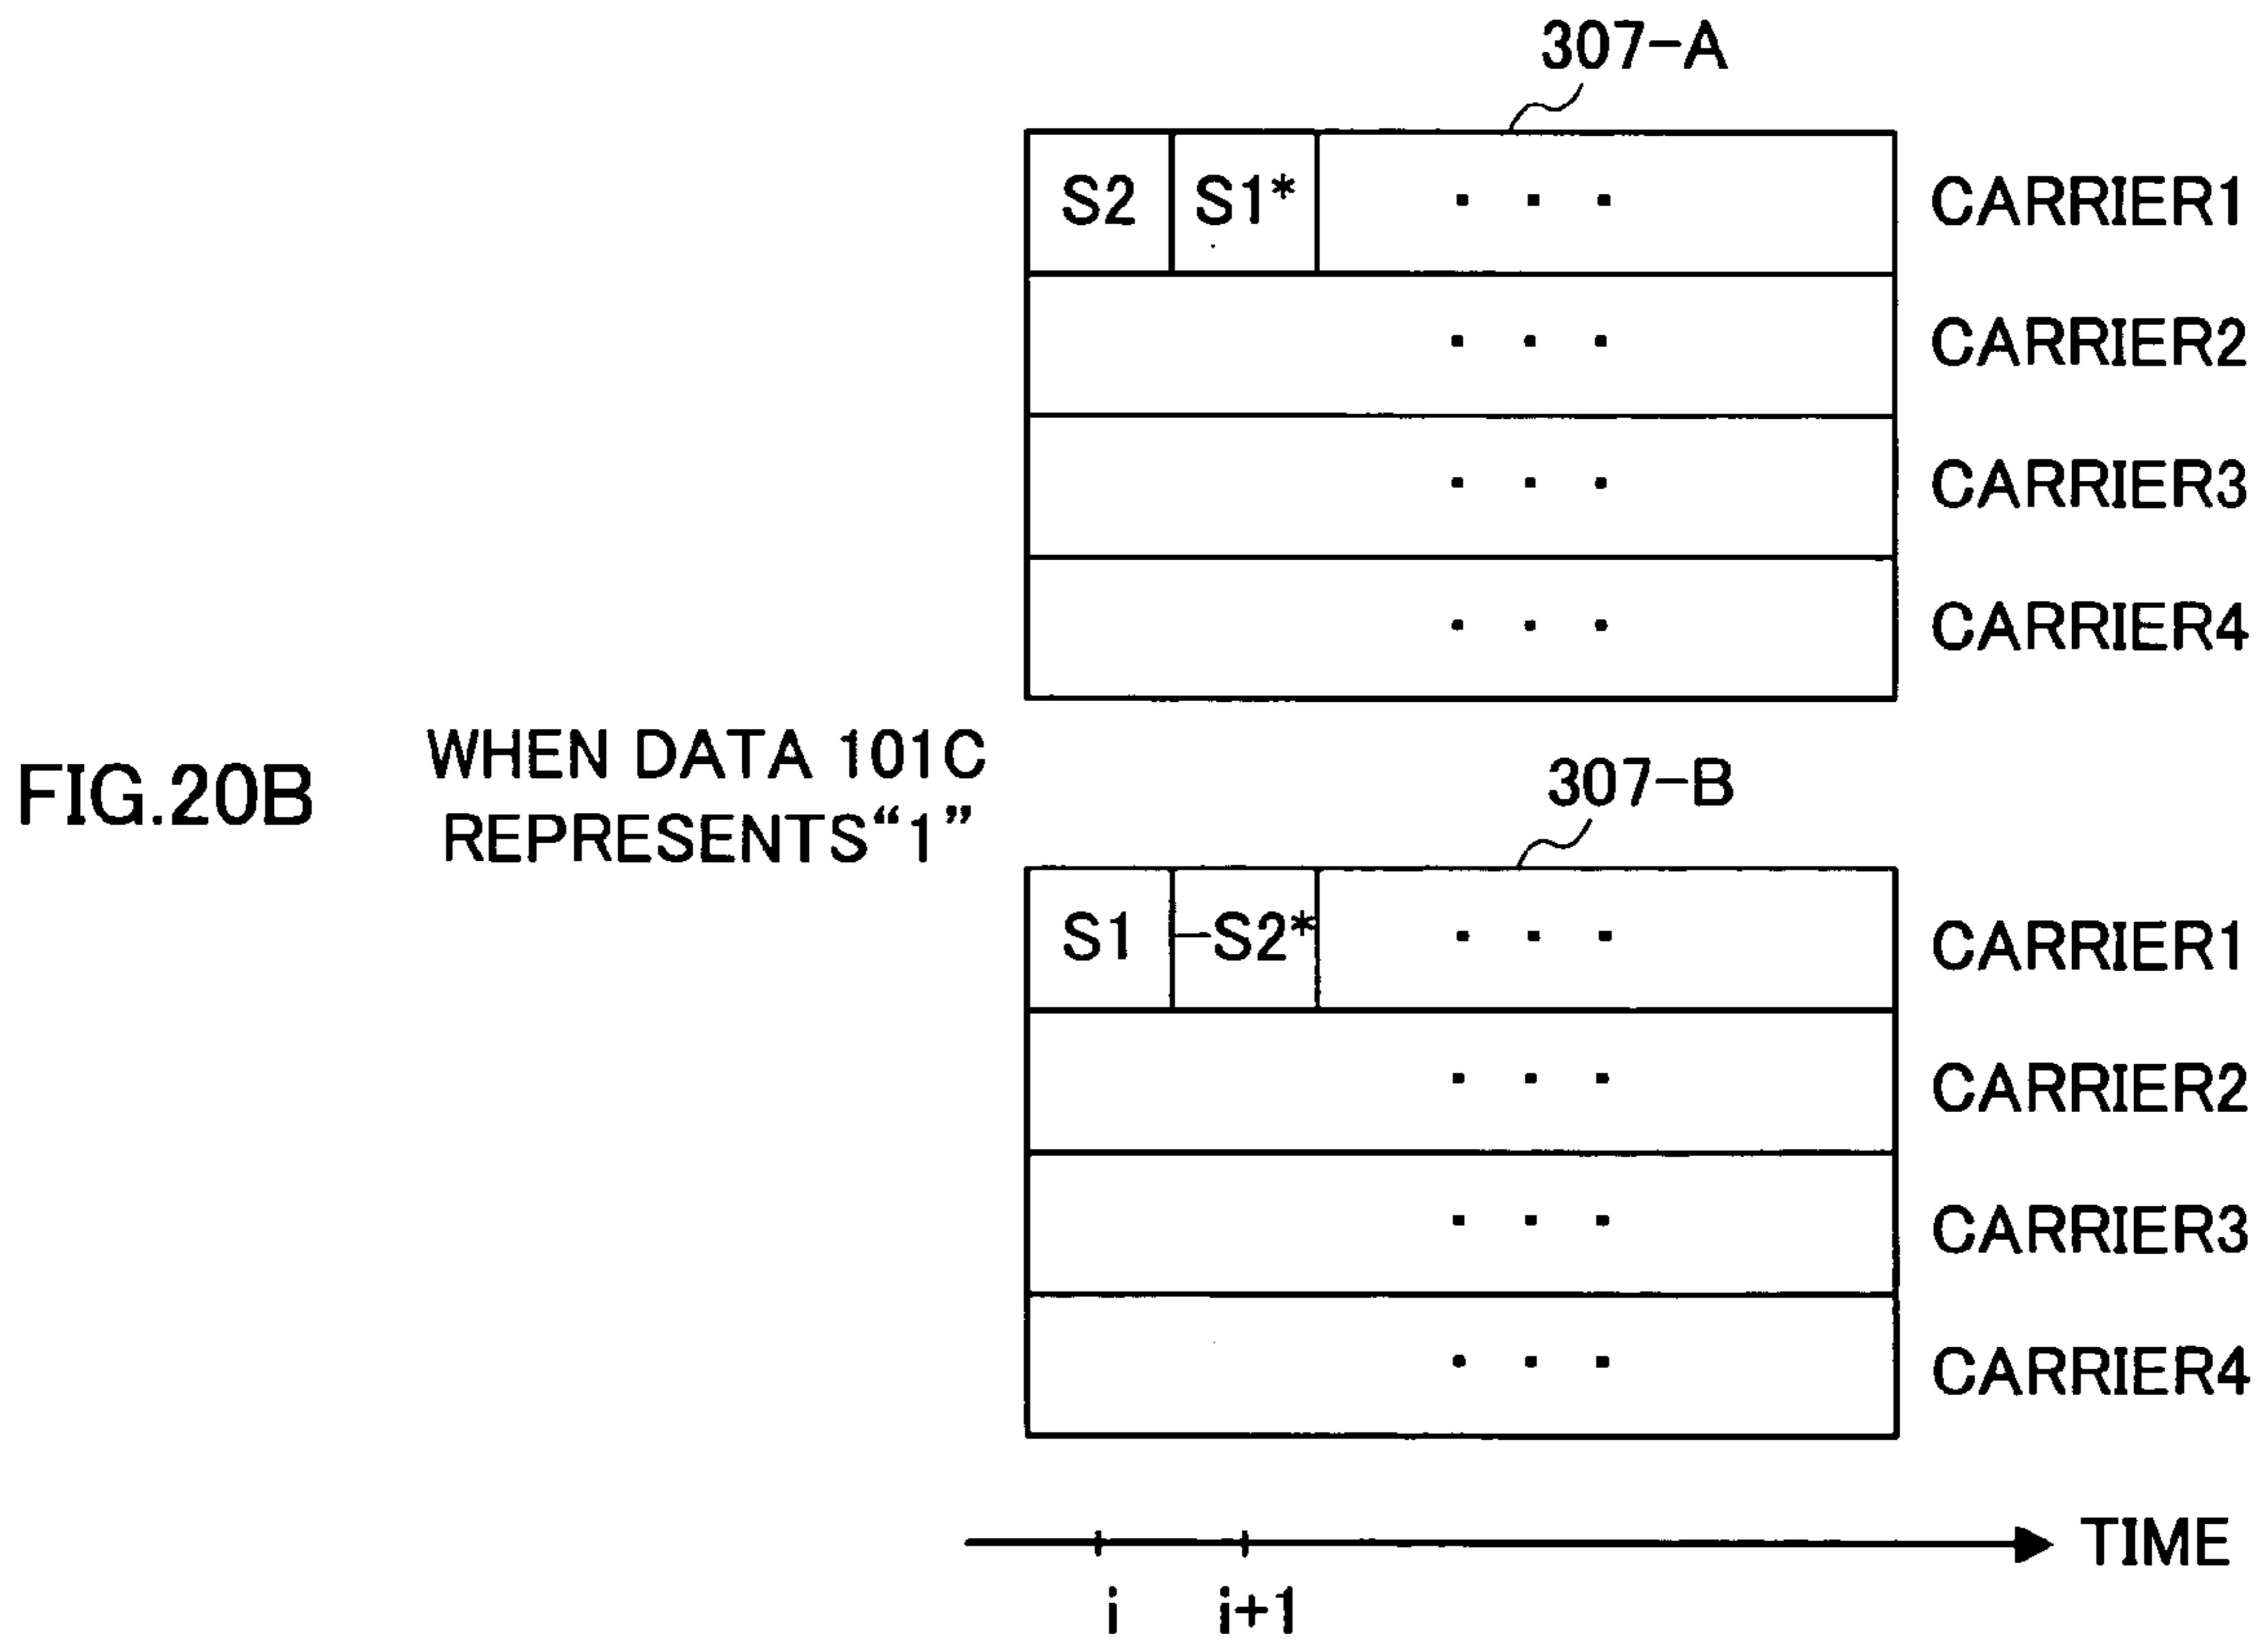 307-A
S2 S1* · · · CARRIER1
· · · CARRIER2
· · · CARRIER3
· · · CARRIER4
FIG.20B
WHEN DATA 101C
REPRESENTS“1”
307-B
S1 -S2* · · · CARRIER1
· · · CARRIER2
· · · CARRIER3
· · · CARRIER4
TIME
i i+1